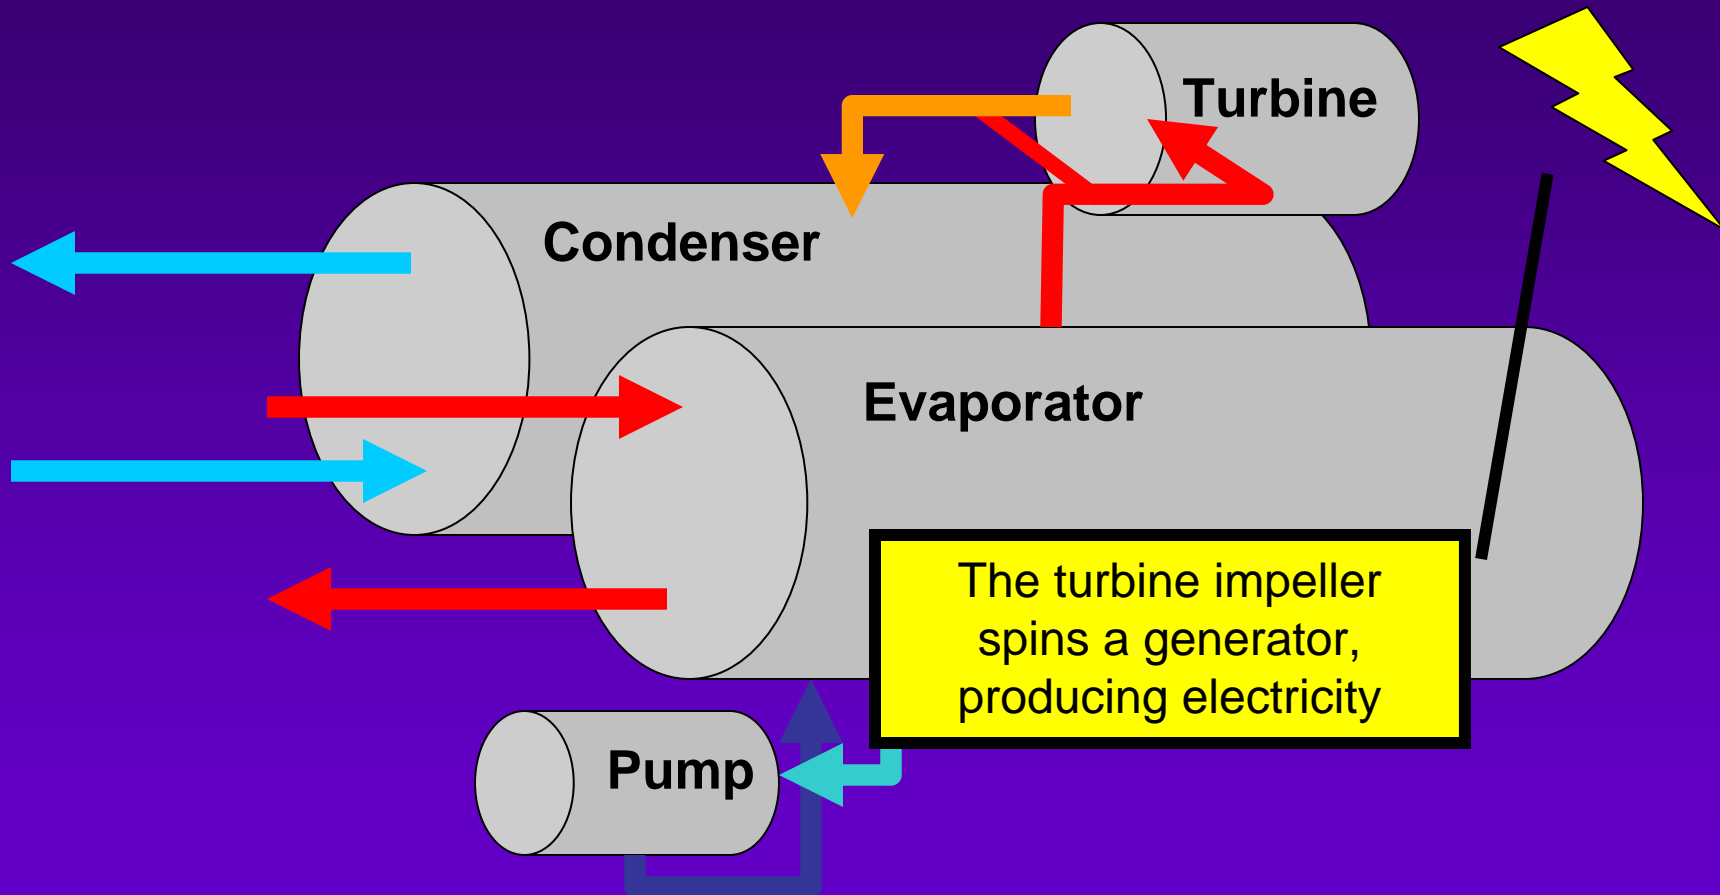 Turbine
Condenser
Evaporator
The turbine impeller
spins a generator,
producing electricity
Pump